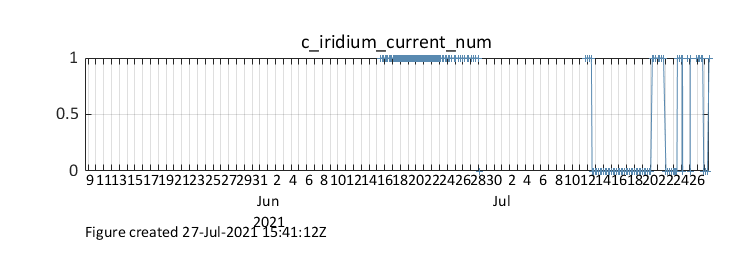 c_iridium_current_num
1
0.5
0
9 11 13 15 17 19 21 23 25 27 29 31 2 4 6 8 10 12 14 16 18 20 22 24 26 28 30 2 4 6 8 10 12 14 16 18 20 22 24 26
Jun Jul
2021
Figure created 27-Jul-2021 15:41:12Z